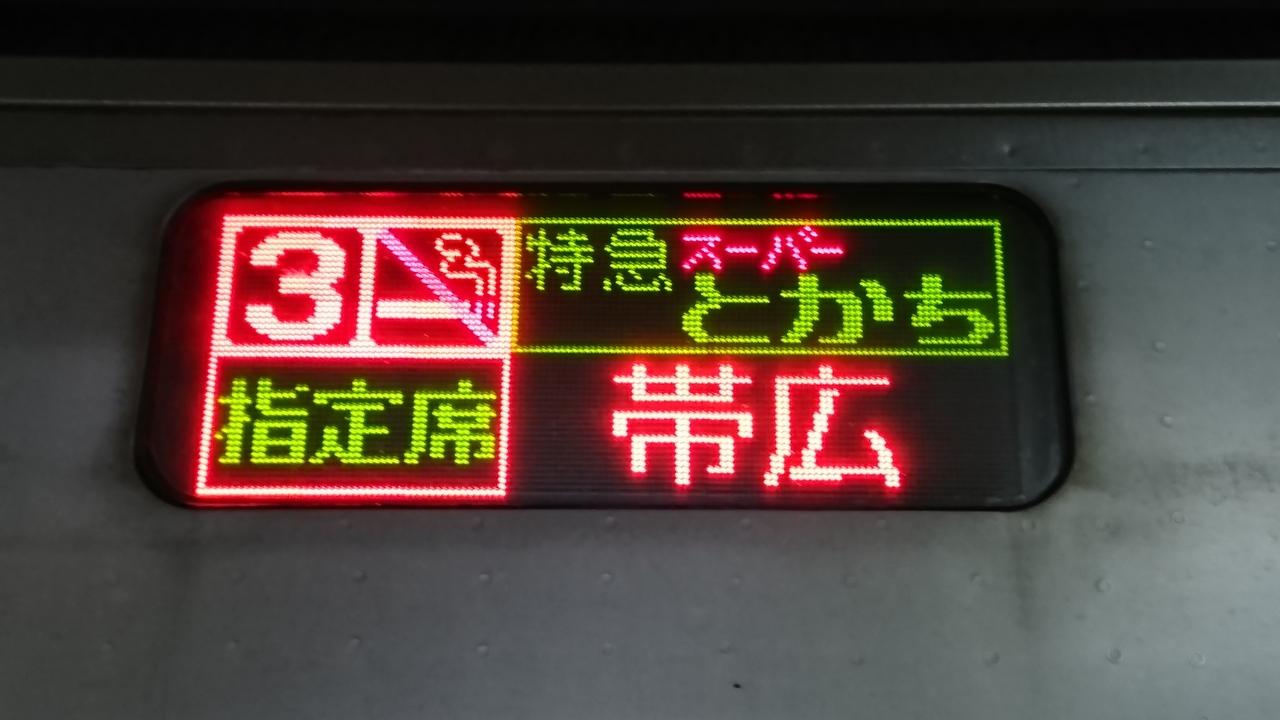 3
指定席
特急 スーパー
とかち
帯広